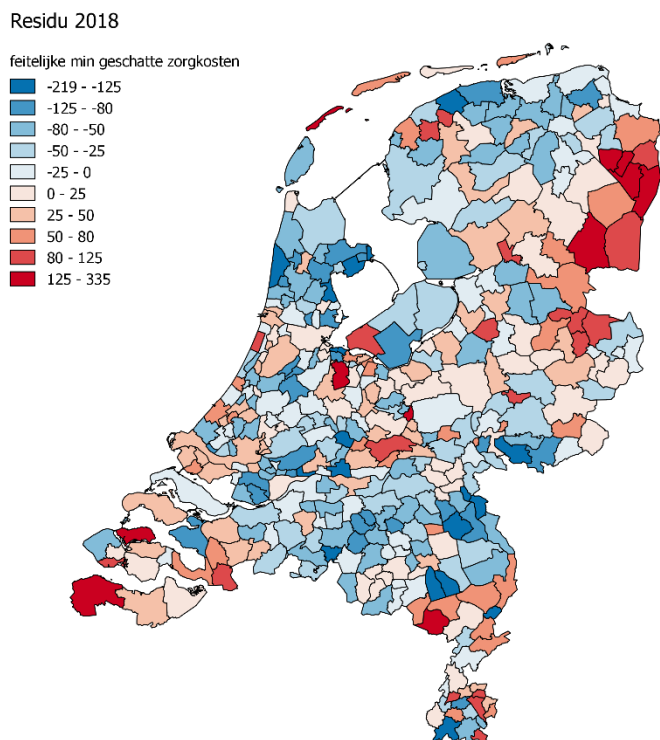 Residu 2018
feitelijke min geschatte zorgkosten
-219 - -125
-125 - -80
-80 - -50
-50 - -25
-25 - 0
0 - 25
25 - 50
50 - 80
80 - 125
125 - 335